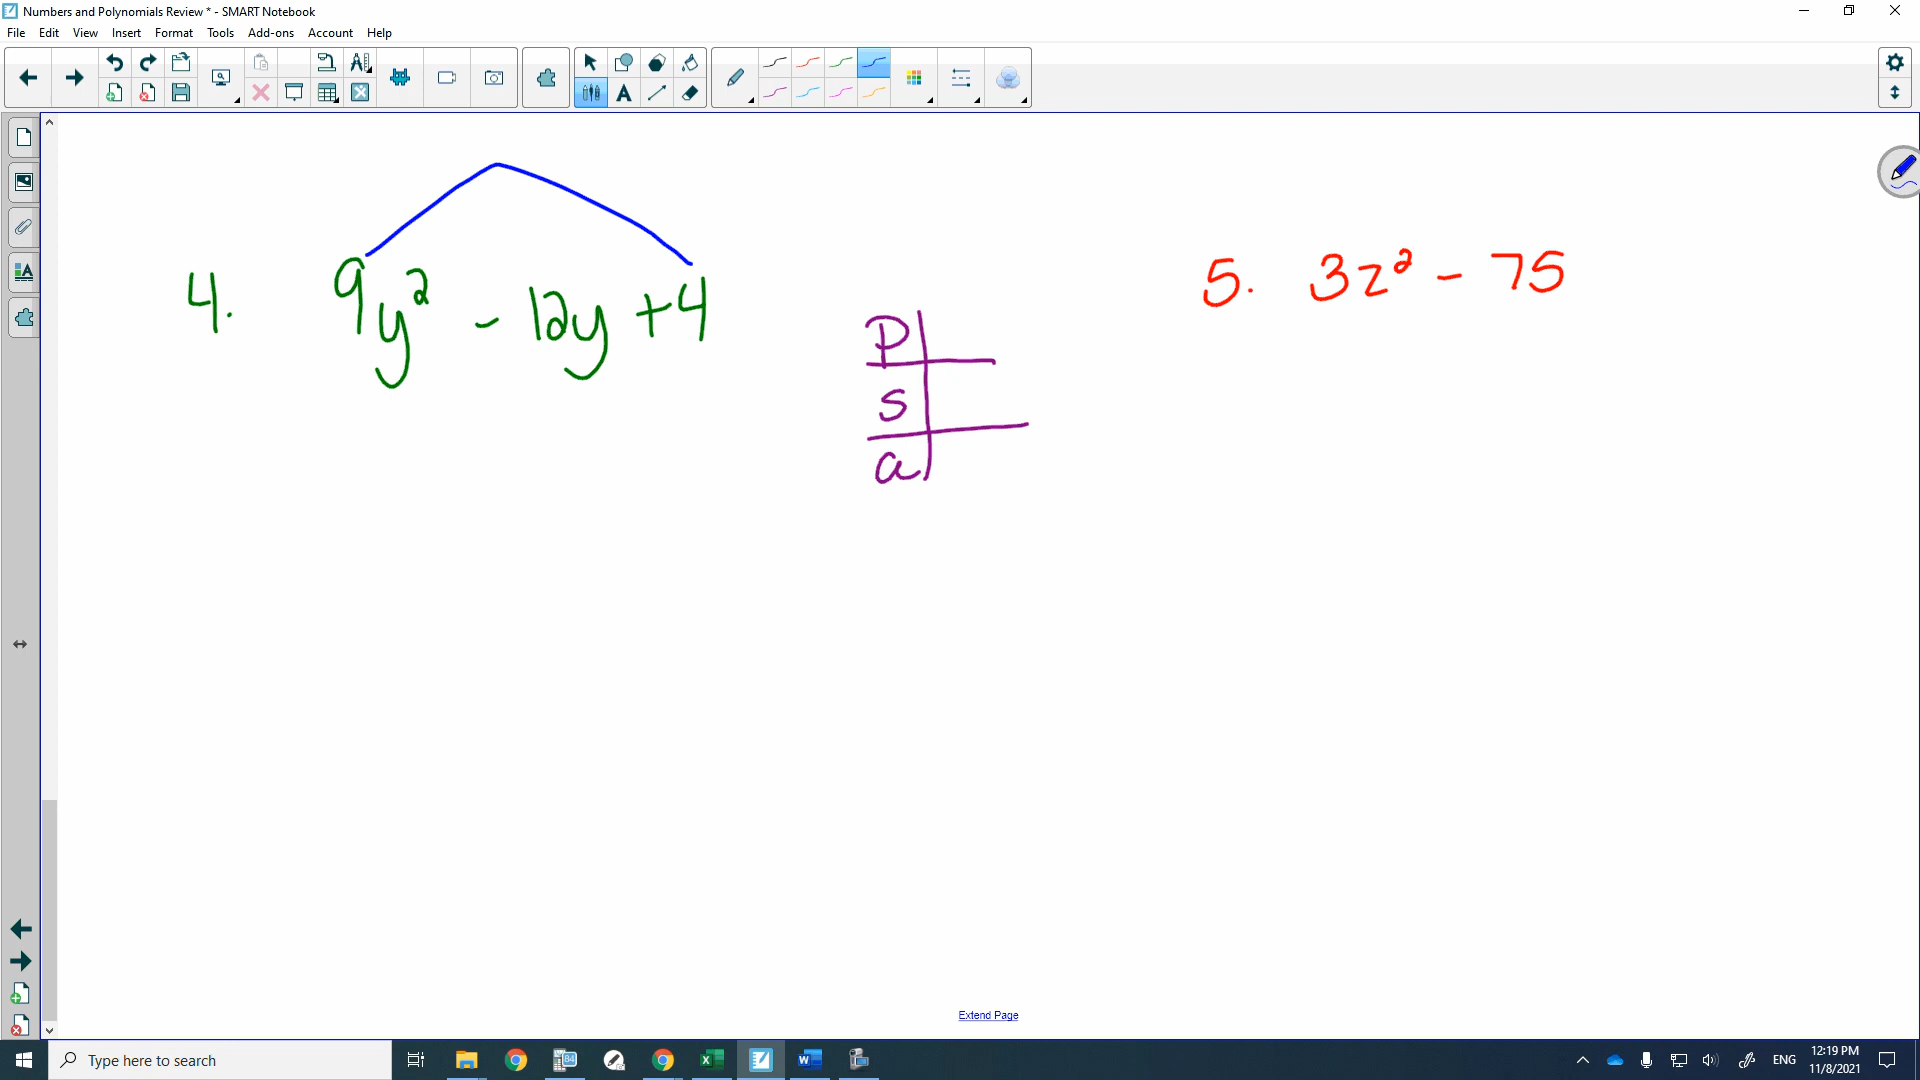 Numbers and Polynomials Review * - SMART Notebook
File Edit View Insert Format Tools Add-ons Account Help
4. 9y² - 12y + 4
P
S
a
5. 3z² - 75
Extend Page
Type here to search
84
ENG
12:19 PM
11/8/2021